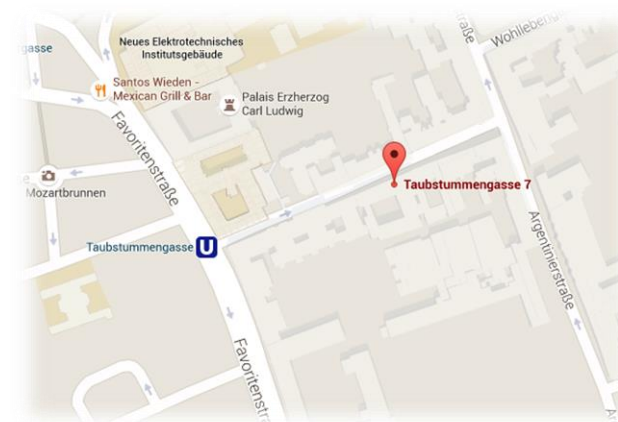 gasse
Neues Elektrotechnisches
Institutsgebäude
Wohllebeng
Santos Wieden -
Mexican Grill & Bar
Palais Erzherzog
Carl Ludwig
Favoritenstraße
Mozartbrunnen
Taubstummengasse 7
Taubstummengasse U
Argentinierstraße
Favoritenstr